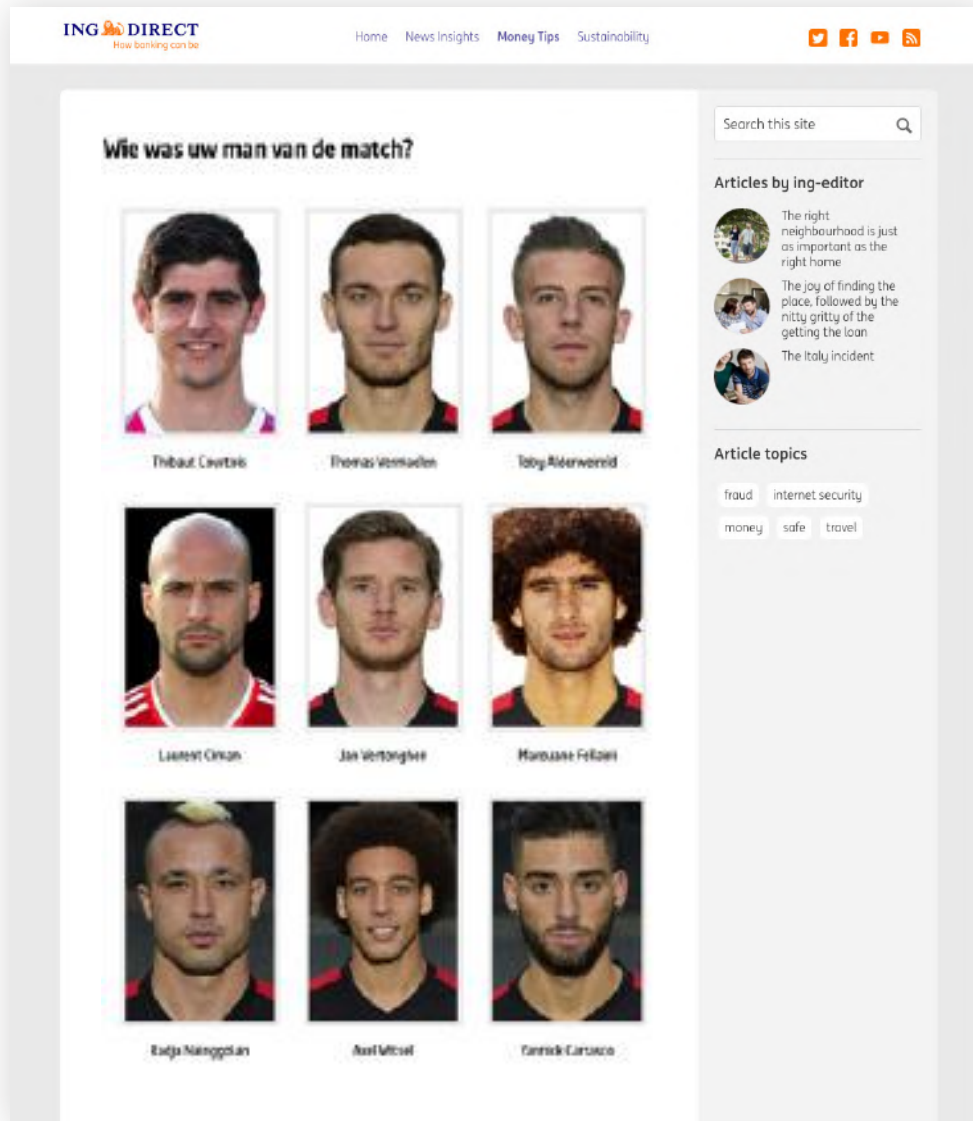 ING DIRECT
How banking can be
Home News Insights Money Tips Sustainability
Wie was uw man van de match?
Thibaut Courtois Thomas Vermaelen Toby Alderweireld
Laurent Ciman Jan Vertonghen Marouane Fellaini
Radja Nainggolan Axel Witsel Yannick Carrasco
Search this site
Articles by ing-editor
The right
neighbourhood is just
as important as the
right home
The joy of finding the
place, followed by the
nitty gritty of the
getting the loan
The Italy incident
Article topics
fraud internet security
money safe travel